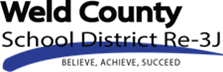 Weld County
School District Re-3J
BELIEVE, ACHIEVE, SUCCEED